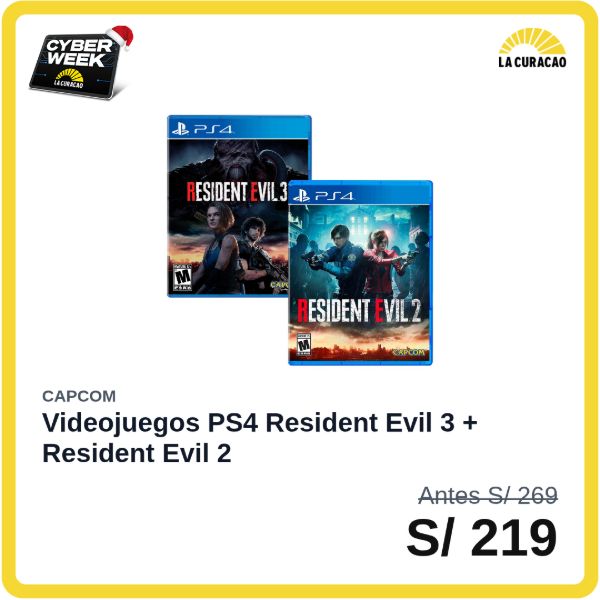 CYBER
WEEK
LA CURACAO
LA CURACAO
PS4
RESIDENT EVIL 3
M
CAPCOM
PS4
RESIDENT EVIL 2
M
CAPCOM
CAPCOM
Videojuegos PS4 Resident Evil 3 +
Resident Evil 2
Antes S/ 269
S/ 219